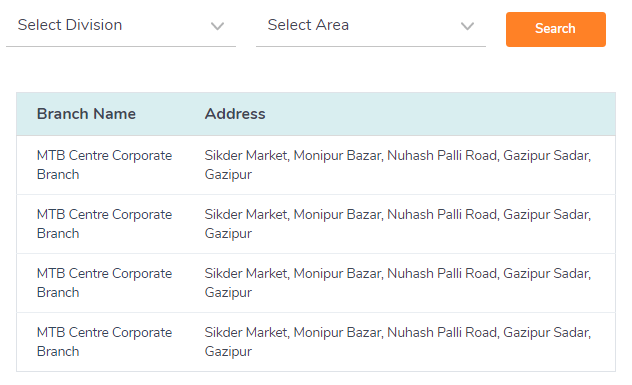 Select Division
Select Area
Search
Branch Name
Address
MTB Centre Corporate
Branch
Sikder Market, Monipur Bazar, Nuhash Palli Road, Gazipur Sadar,
Gazipur
MTB Centre Corporate
Branch
Sikder Market, Monipur Bazar, Nuhash Palli Road, Gazipur Sadar,
Gazipur
MTB Centre Corporate
Branch
Sikder Market, Monipur Bazar, Nuhash Palli Road, Gazipur Sadar,
Gazipur
MTB Centre Corporate
Branch
Sikder Market, Monipur Bazar, Nuhash Palli Road, Gazipur Sadar,
Gazipur